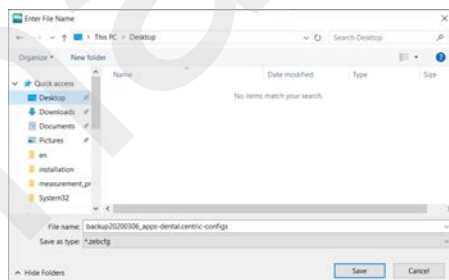 Enter File Name
This PC > Desktop
Search Desktop
Organize
New folder
Name
Date modified
Type
Size
No items match your search.
Quick access
Desktop
Downloads
Documents
Pictures
en
installation
measurement_pr
System32
File name: backup20200306_apps-dental.centric-configs
Save as type: *.zebcfg
Hide Folders
Save
Cancel